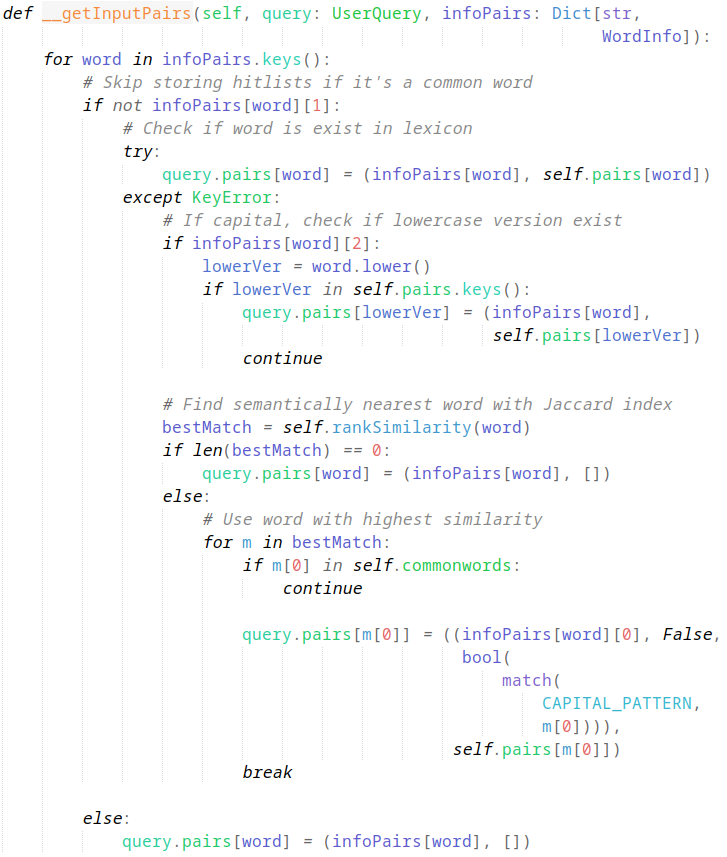 def __getInputPairs(self, query: UserQuery, infoPairs: Dict[str,
                                                            WordInfo]):
    for word in infoPairs.keys():
        # Skip storing hitlists if it's a common word
        if not infoPairs[word][1]:
            # Check if word is exist in lexicon
            try:
                query.pairs[word] = (infoPairs[word], self.pairs[word])
            except KeyError:
                # If capital, check if lowercase version exist
                if infoPairs[word][2]:
                    lowerVer = word.lower()
                    if lowerVer in self.pairs.keys():
                        query.pairs[lowerVer] = (infoPairs[word],
                                                 self.pairs[lowerVer])
                        continue

                # Find semantically nearest word with Jaccard index
                bestMatch = self.rankSimilarity(word)
                if len(bestMatch) == 0:
                    query.pairs[word] = (infoPairs[word], [])
                else:
                    # Use word with highest similarity
                    for m in bestMatch:
                        if m[0] in self.commonwords:
                            continue

                        query.pairs[m[0]] = ((infoPairs[word][0], False,
                                              bool(
                                                  match(
                                                      CAPITAL_PATTERN,
                                                      m[0]))),
                                             self.pairs[m[0]])
                        break

        else:
            query.pairs[word] = (infoPairs[word], [])